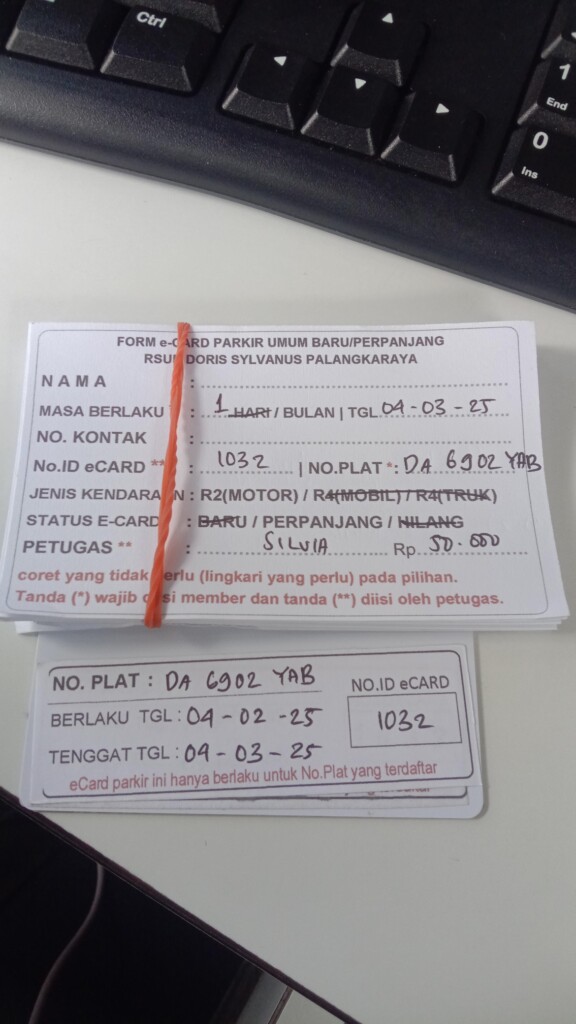 Ctrl
1
End
0
Ins
FORM e-CARD PARKIR UMUM BARU/PERPANJANG
RSUD DORIS SYLVANUS PALANGKARAYA
NAMA :
MASA BERLAKU : 1 HARI / BULAN | TGL 04-03-25
NO. KONTAK :
No.ID eCARD ** : 1032 | NO.PLAT *: DA 6902 YAB
JENIS KENDARAAN : R2(MOTOR) / R4(MOBIL) / R4(TRUK)
STATUS E-CARD : BARU / PERPANJANG / HILANG
PETUGAS ** : SILVIA Rp. 50.000
coret yang tidak perlu (lingkari yang perlu) pada pilihan.
Tanda (*) wajib diisi member dan tanda (**) diisi oleh petugas.
NO. PLAT : DA 6902 YAB
NO.ID eCARD
BERLAKU TGL : 04-02-25
1032
TENGGAT TGL : 04-03-25
eCard parkir ini hanya berlaku untuk No.Plat yang terdaftar